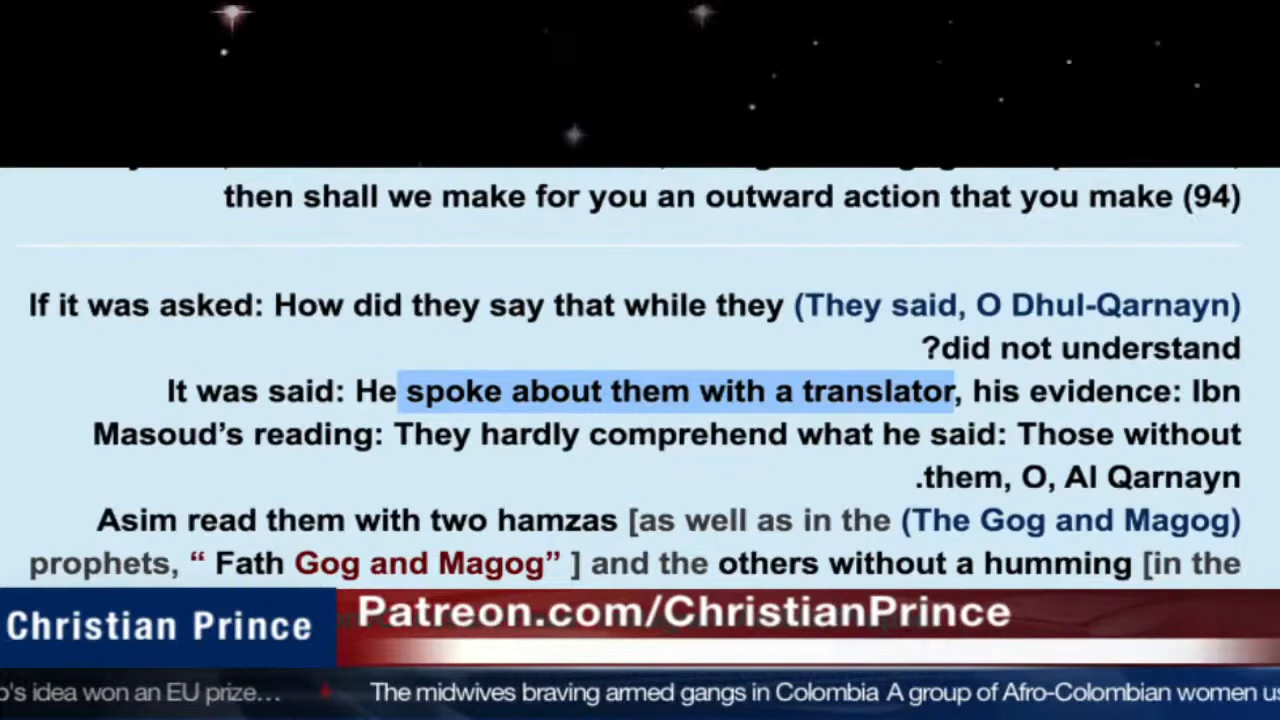 then shall we make for you an outward action that you make (94)
If it was asked: How did they say that while they (They said, O Dhul-Qarnayn)
?did not understand
It was said: He spoke about them with a translator, his evidence: Ibn
Masoud's reading: They hardly comprehend what he said: Those without
.them, O, Al Qarnayn
Asim read them with two hamzas [as well as in the (The Gog and Magog)
prophets, “ Fath Gog and Magog” ] and the others without a humming [in the
Christian Prince
Patreon.com/ChristianPrince
's idea won an EU prize... The midwives braving armed gangs in Colombia A group of Afro-Colombian women